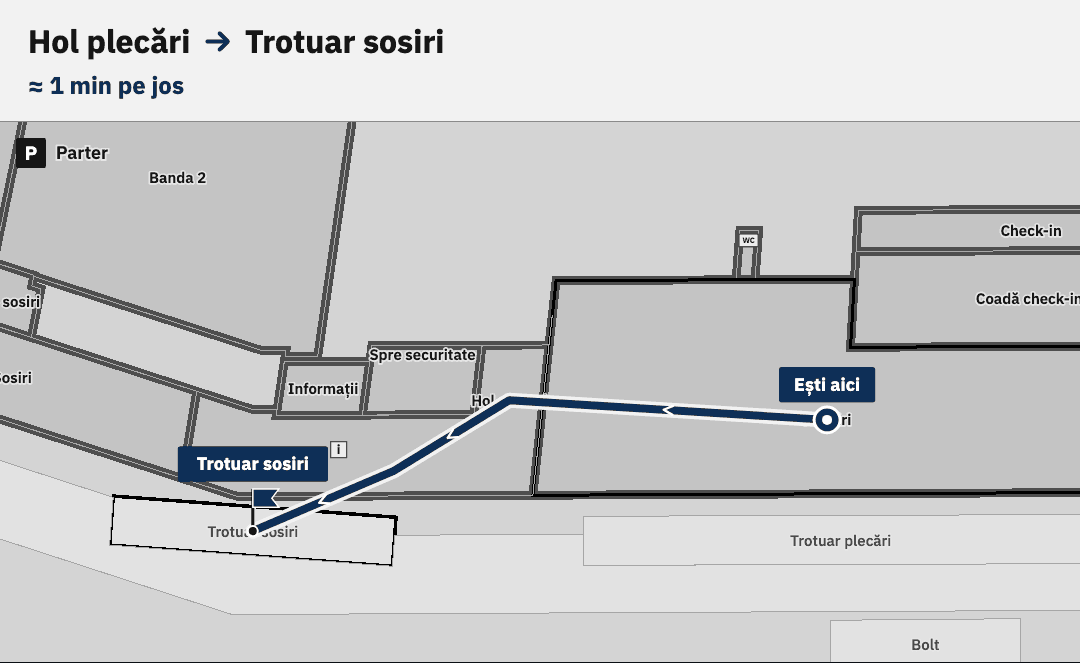 Hol plecări → Trotuar sosiri
≈ 1 min pe jos
P Parter
Banda 2
wc
Check-in
sosiri
Coadă check-in
Spre securitate
Sosiri
Informații
Ești aici
Hol
ri
i
Trotuar sosiri
Trotuar sosiri
Trotuar plecări
Bolt